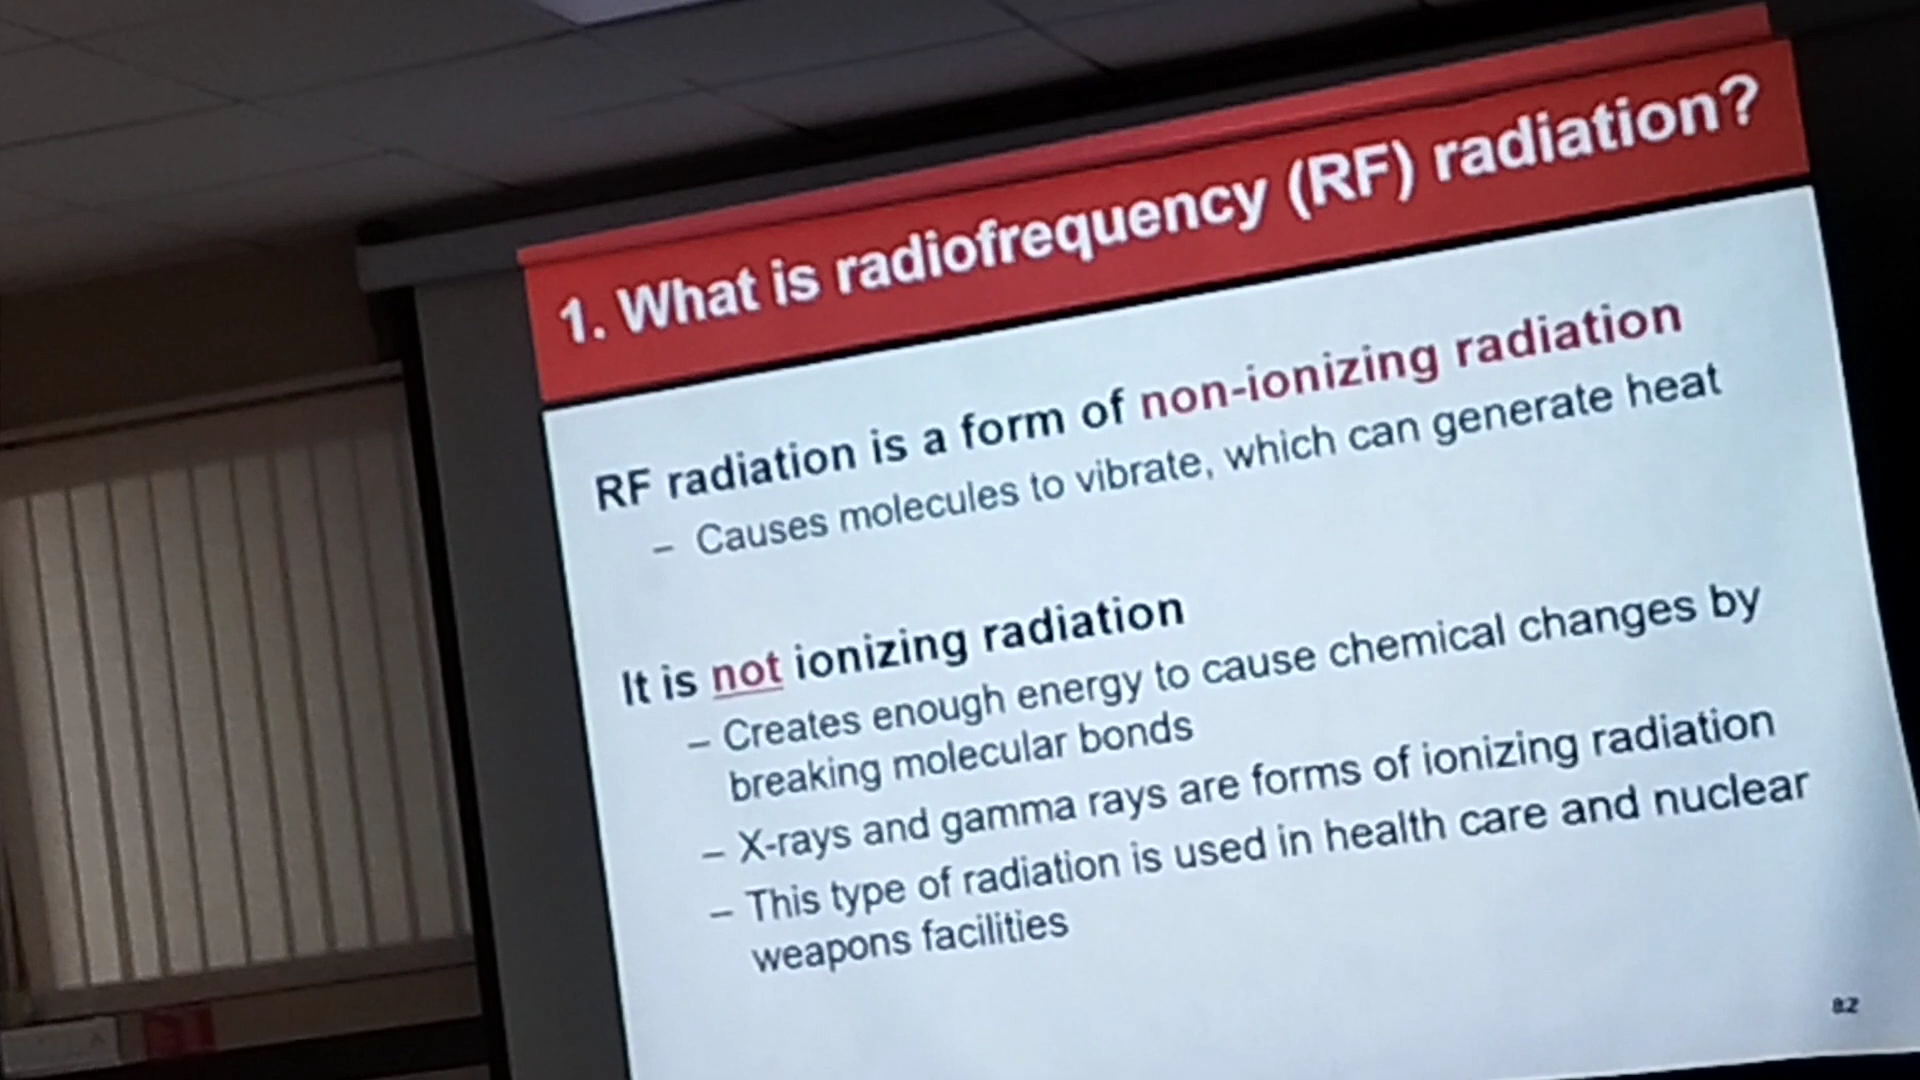 1. What is radiofrequency (RF) radiation?
RF radiation is a form of non-ionizing radiation
– Causes molecules to vibrate, which can generate heat
It is not ionizing radiation
– Creates enough energy to cause chemical changes by
breaking molecular bonds
– X-rays and gamma rays are forms of ionizing radiation
– This type of radiation is used in health care and nuclear
weapons facilities
82